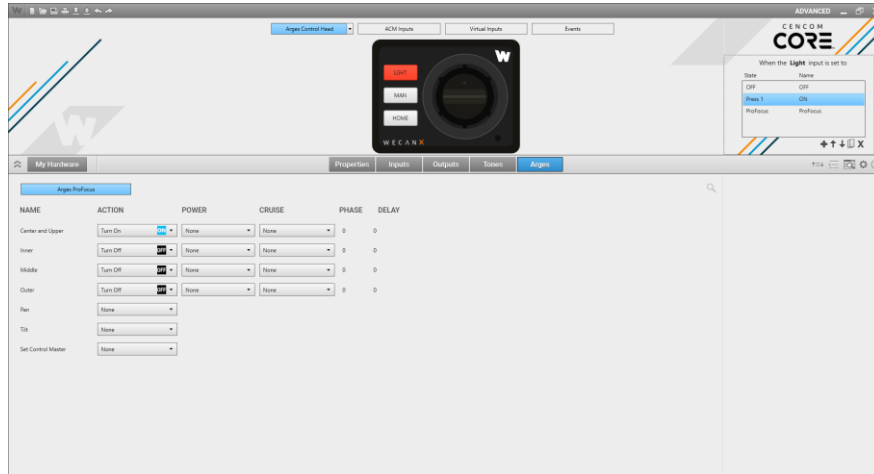 W ADVANCED
Arges Control Head ACM Inputs Virtual Inputs Events
CENCOM
CORE
W
LIGHT
MAN
HOME
WECANX
When the Light input is set to
State Name
OFF OFF
Press 1 ON
ProFocus ProFocus
My Hardware Properties Inputs Outputs Tones Arges
Arges ProFocus
NAME ACTION POWER CRUISE PHASE DELAY
Center and Upper Turn On ON None None 0 0
Inner Turn Off OFF None None 0 0
Middle Turn Off OFF None None 0 0
Outer Turn Off OFF None None 0 0
Pan None
Tilt None
Set Control Master None